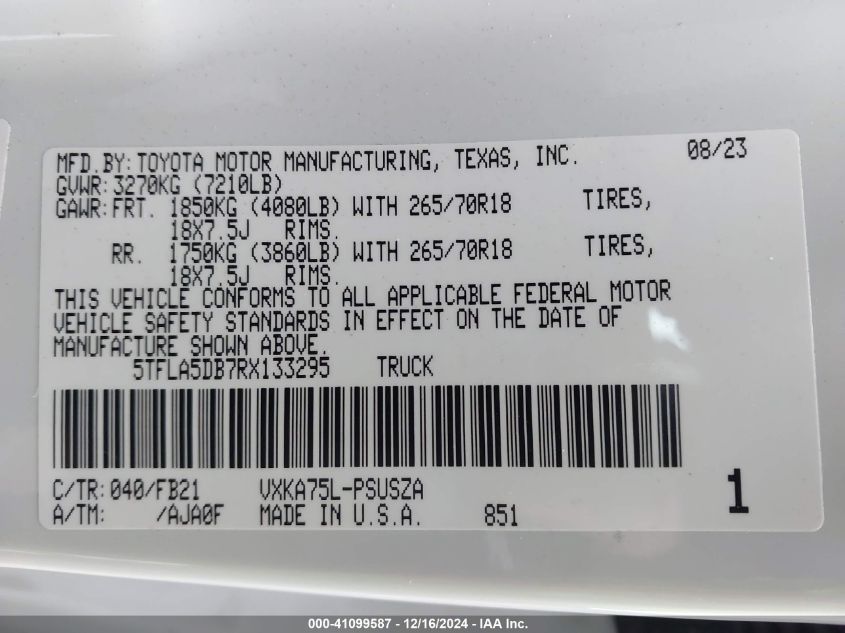 MFD.BY:TOYOTA MOTOR MANUFACTURING, TEXAS, INC. 08/23
GVWR:3270KG (7210LB)
GAWR:FRT. 1850KG (4080LB) WITH 265/70R18 TIRES,
18X7.5J RIMS.
RR. 1750KG (3860LB) WITH 265/70R18 TIRES,
18X7.5J RIMS.
THIS VEHICLE CONFORMS TO ALL APPLICABLE FEDERAL MOTOR
VEHICLE SAFETY STANDARDS IN EFFECT ON THE DATE OF
MANUFACTURE SHOWN ABOVE.
5TFLA5DB7RX133295 TRUCK
C/TR:040/FB21 VXKA75L-PSUSZA
A/TM: /AJA0F MADE IN U.S.A. 851 1
000-41099587 - 12/16/2024 - IAA Inc.